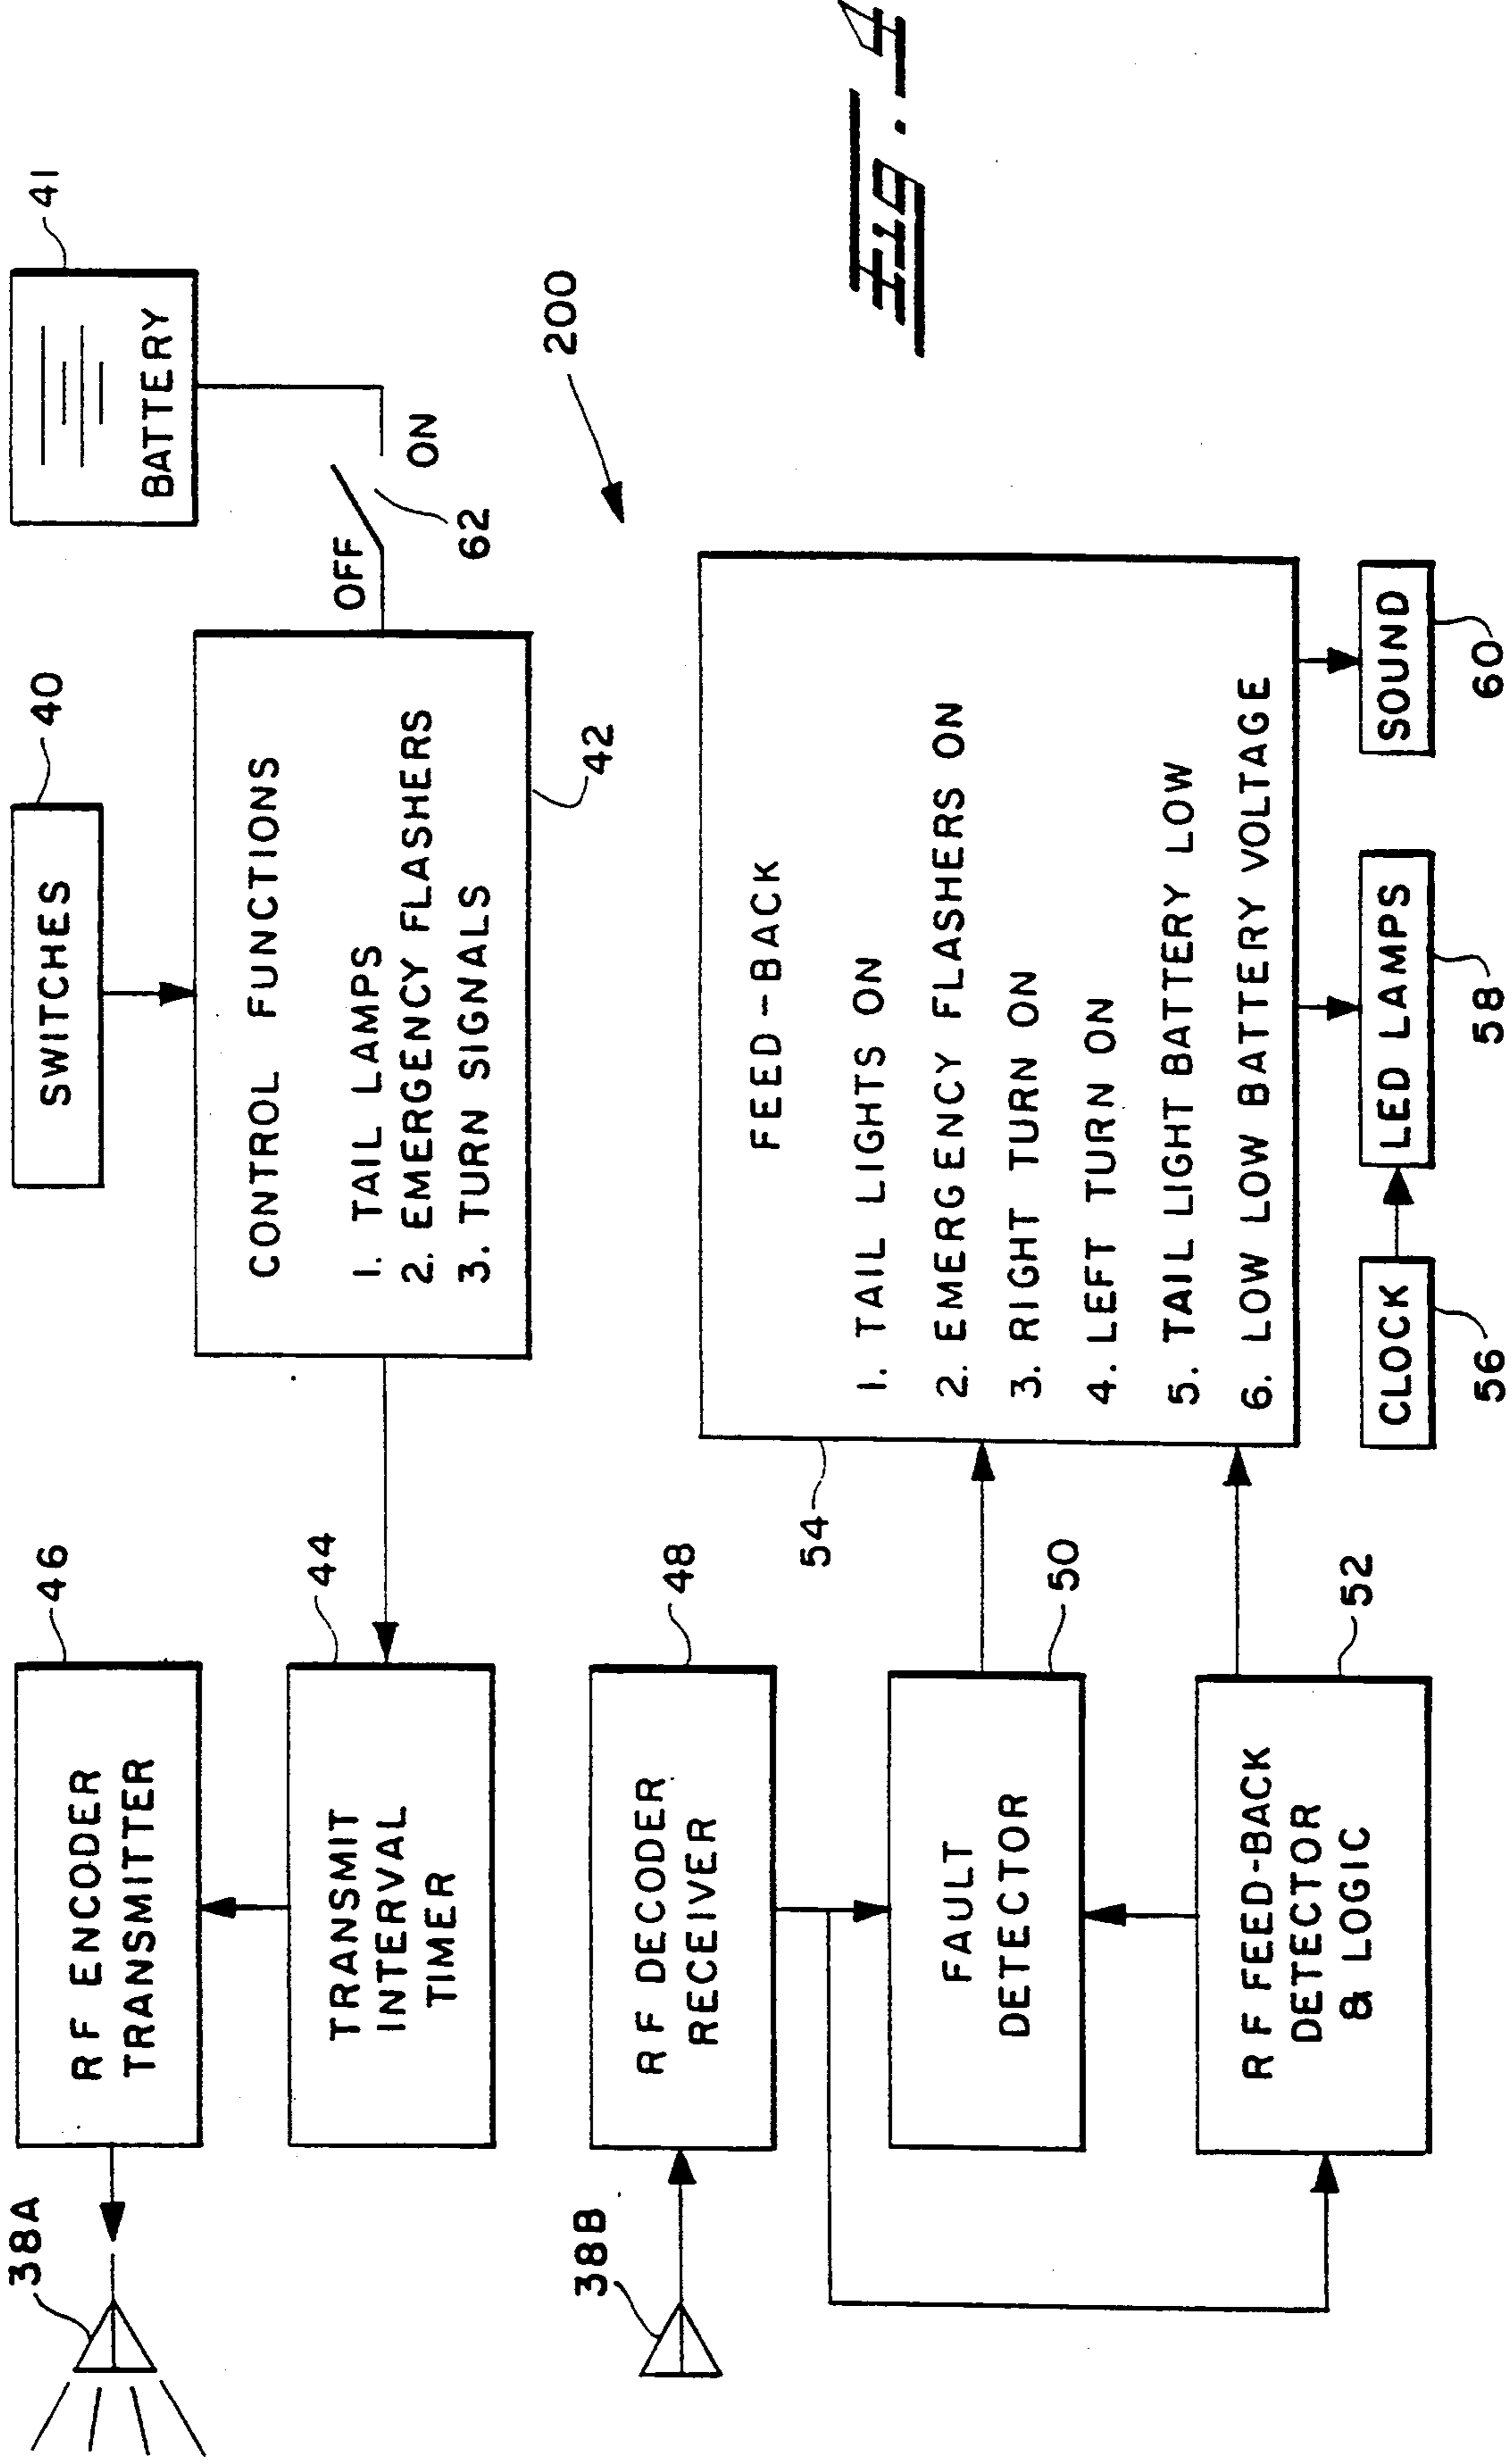 38A
46
RF ENCODER
TRANSMITTER
44
TRANSMIT
INTERVAL
TIMER
40
SWITCHES
41
BATTERY
CONTROL FUNCTIONS
1. TAIL LAMPS
2. EMERGENCY FLASHERS
3. TURN SIGNALS
42
OFF
ON
62
200
38B
48
RF DECODER
RECEIVER
50
FAULT
DETECTOR
52
RF FEED-BACK
DETECTOR
& LOGIC
54
FEED-BACK
1. TAIL LIGHTS ON
2. EMERGENCY FLASHERS ON
3. RIGHT TURN ON
4. LEFT TURN ON
5. TAIL LIGHT BATTERY LOW
6. LOW LOW BATTERY VOLTAGE
CLOCK
56
LED LAMPS
58
SOUND
60
FIG. 4